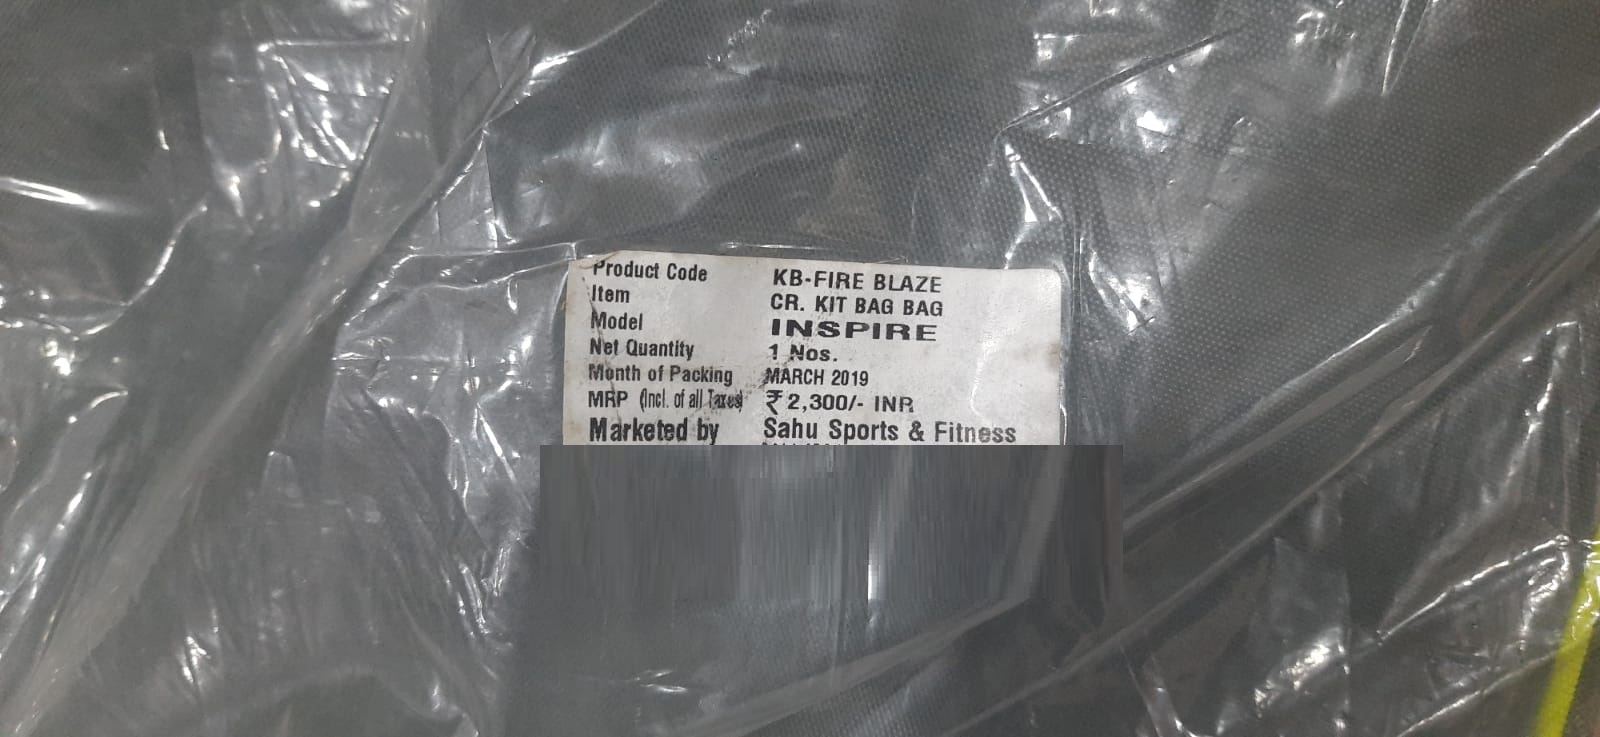 Product Code KB-FIRE BLAZE
Item CR. KIT BAG BAG
Model INSPIRE
Net Quantity 1 Nos.
Month of Packing MARCH 2019
MRP (Incl. of all Taxes) ₹ 2,300/- INR
Marketed by Sahu Sports & Fitness